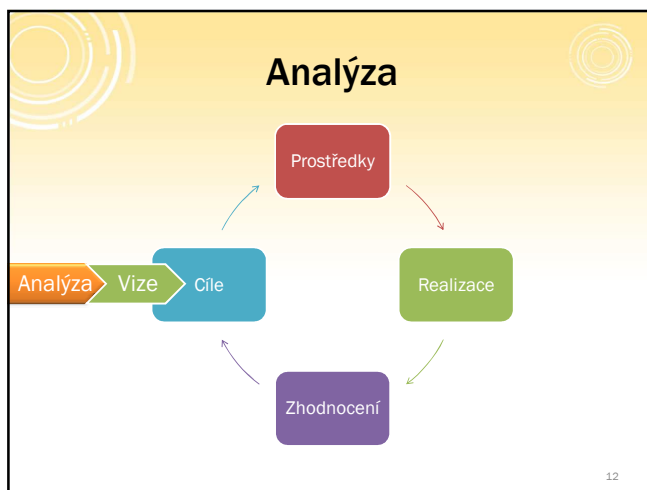 Analýza
Prostředky
Analýza
Vize
Cíle
Realizace
Zhodnocení
12